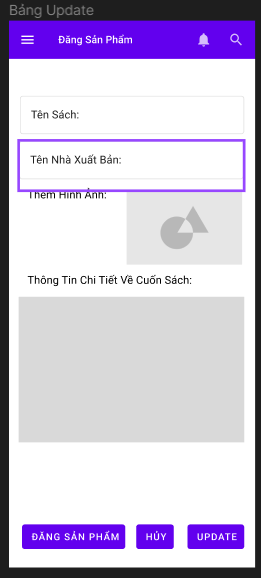 Bảng Update
Đăng Sản Phẩm
Tên Sách:
Tên Nhà Xuất Bản:
Thêm Hình Ảnh:
Thông Tin Chi Tiết Về Cuốn Sách:
ĐĂNG SẢN PHẨM
HỦY
UPDATE